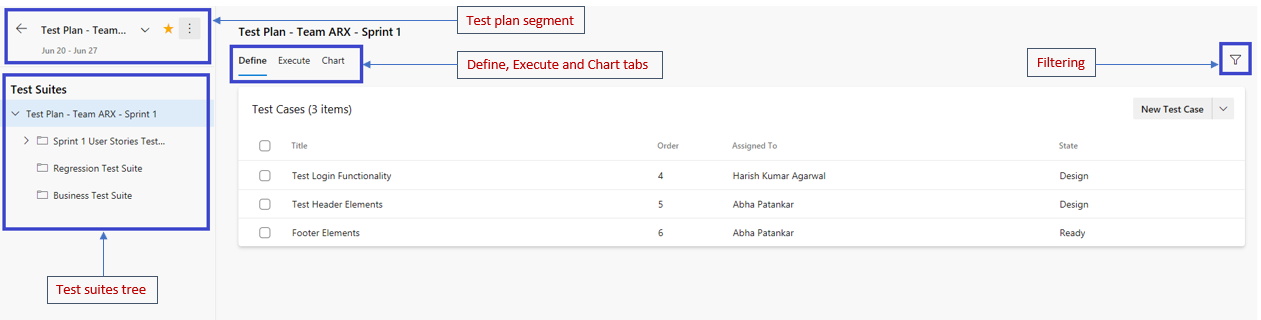 Test Plan - Team...
Jun 20 - Jun 27
Test plan segment
Test Plan - Team ARX - Sprint 1
Define Execute Chart
Define, Execute and Chart tabs
Filtering
Test Suites
Test Plan - Team ARX - Sprint 1
Sprint 1 User Stories Test...
Regression Test Suite
Business Test Suite
Test suites tree
Test Cases (3 items)
New Test Case
Title Order Assigned To State
Test Login Functionality 4 Harish Kumar Agarwal Design
Test Header Elements 5 Abha Patankar Design
Footer Elements 6 Abha Patankar Ready